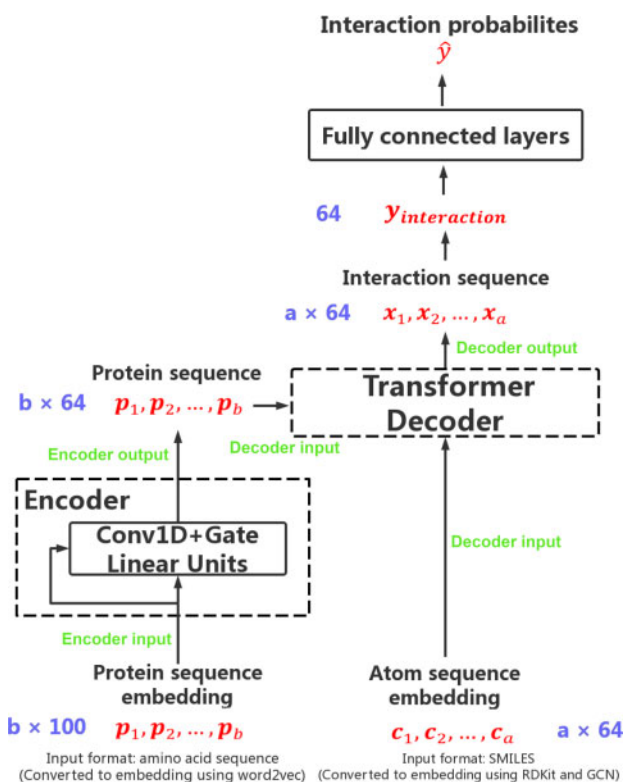 Interaction probabilites
ŷ
Fully connected layers
64 y_interaction
Interaction sequence
a × 64 x₁, x₂, ..., xₐ
Decoder output
Protein sequence
b × 64 p₁, p₂, ..., p_b
Transformer
Decoder
Encoder output
Decoder input
Encoder
Conv1D+Gate
Linear Units
Decoder input
Encoder input
Protein sequence
embedding
b × 100 p₁, p₂, ..., p_b
Input format: amino acid sequence
(Converted to embedding using word2vec)
Atom sequence
embedding
c₁, c₂, ..., cₐ a × 64
Input format: SMILES
(Converted to embedding using RDKit and GCN)